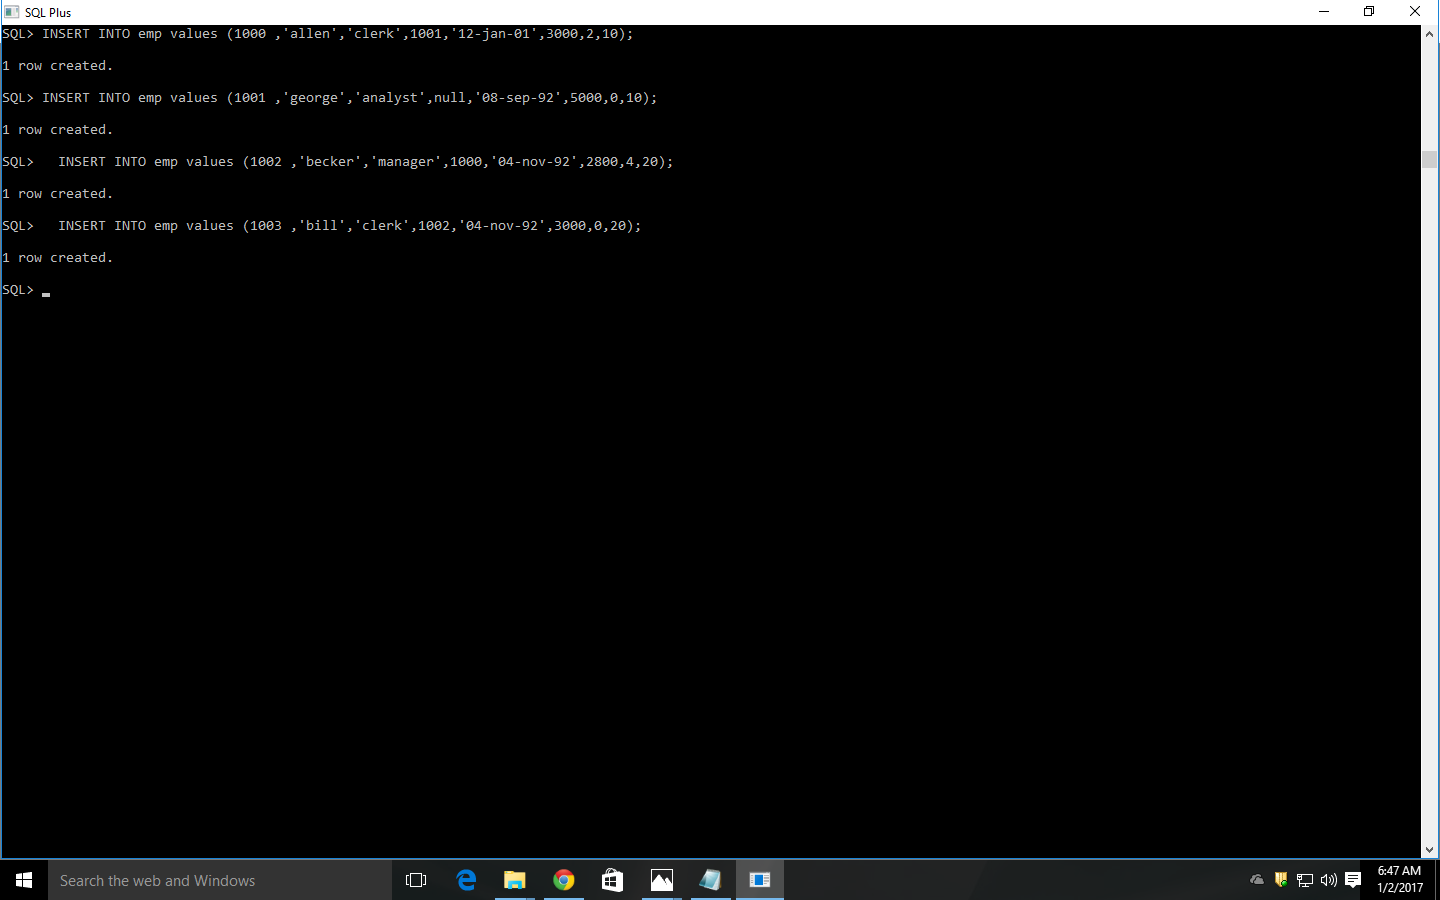 SQL Plus
SQL> INSERT INTO emp values (1000 ,'allen','clerk',1001,'12-jan-01',3000,2,10);
1 row created.
SQL> INSERT INTO emp values (1001 ,'george','analyst',null,'08-sep-92',5000,0,10);
1 row created.
SQL>   INSERT INTO emp values (1002 ,'becker','manager',1000,'04-nov-92',2800,4,20);
1 row created.
SQL>   INSERT INTO emp values (1003 ,'bill','clerk',1002,'04-nov-92',3000,0,20);
1 row created.
SQL>
Search the web and Windows
6:47 AM
1/2/2017